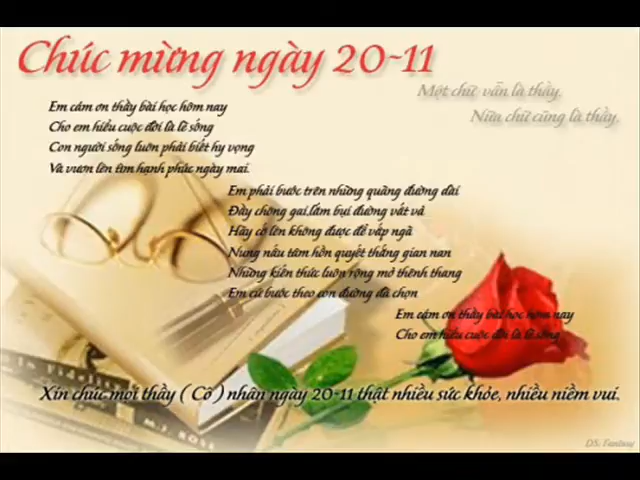 Chúc mừng ngày 20-11
Một chữ vẫn là thầy,
Nữa chữ cũng là thầy,
Em cám ơn thầy bài học hôm nay
Cho em hiểu cuộc đời là lẽ sống
Con người sống luôn phải biết hy vọng
Và vươn lên tìm hạnh phúc ngày mai.
Em phải bước trên những quãng đường dài
Đầy chông gai,lắm bụi đường vất vả
Hãy cố lên không được để vấp ngã
Nung nấu tâm hồn quyết thắng gian nan
Những kiến thức luôn rộng mở thênh thang
Em cứ bước theo con đường đã chọn
Em cám ơn thầy bài học hôm nay
Cho em hiểu cuộc đời là lẽ sống
Xin chúc mọi thầy ( Cô ) nhân ngày 20-11 thật nhiều sức khỏe, nhiều niềm vui.
M.J. ROSE
DS: Fantasy